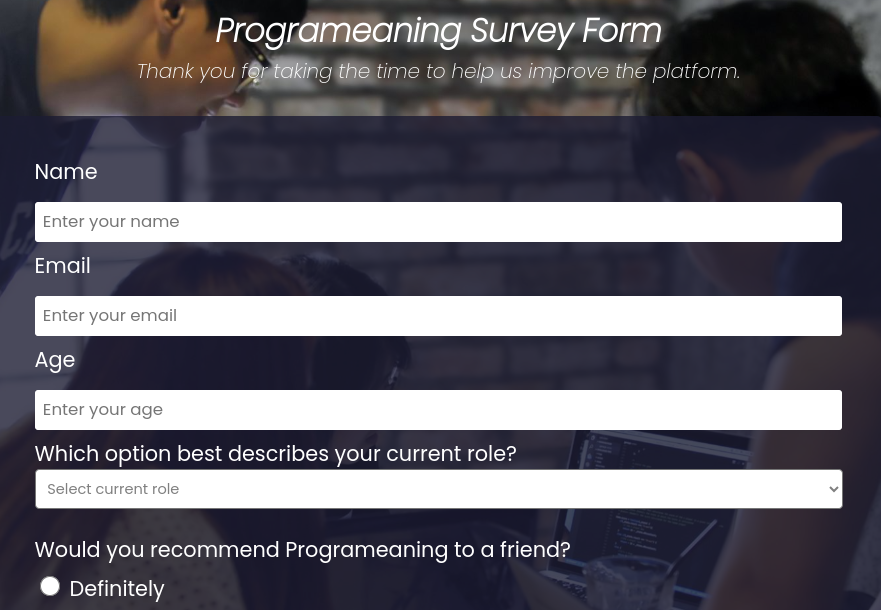 Programeaning Survey Form
Thank you for taking the time to help us improve the platform.
Name
Enter your name
Email
Enter your email
Age
Enter your age
Which option best describes your current role?
Select current role
Would you recommend Programeaning to a friend?
Definitely